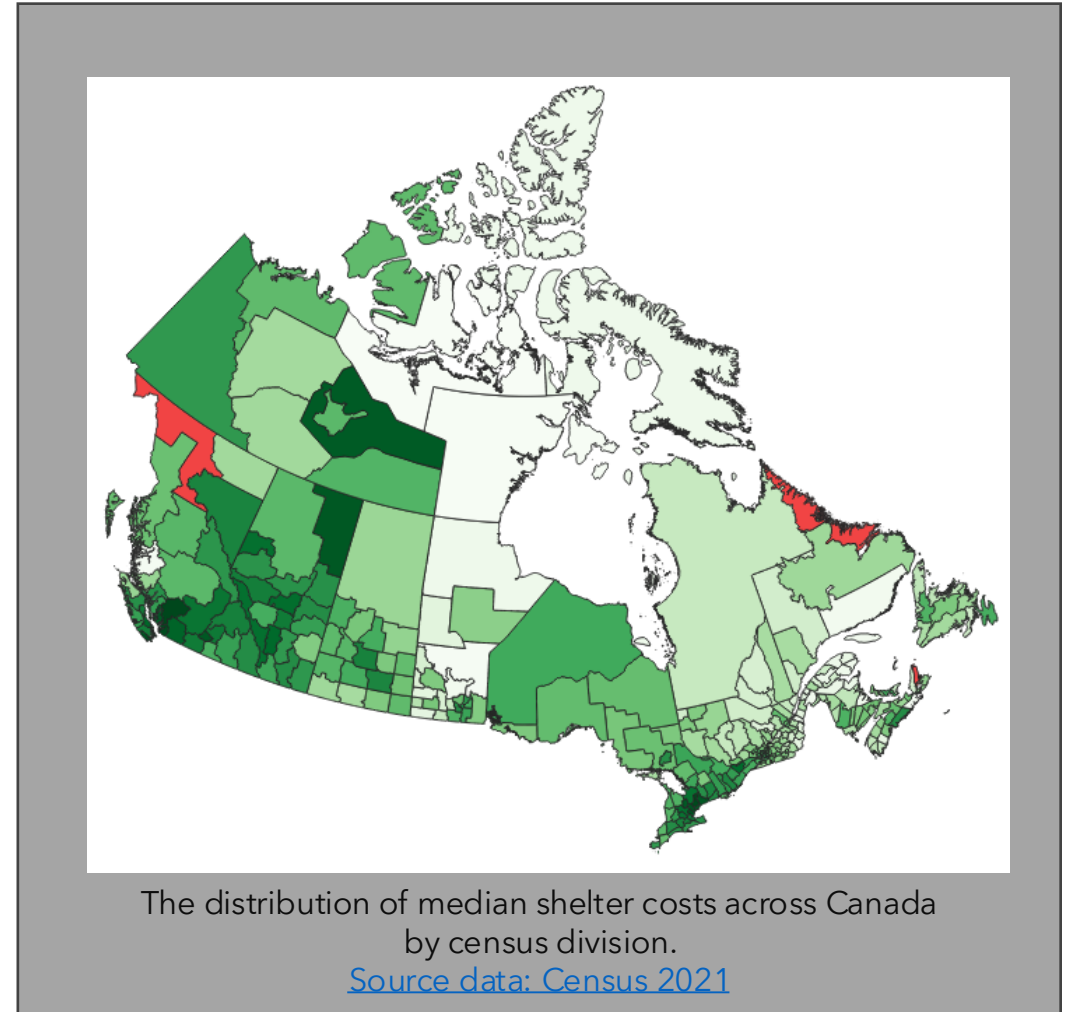 The distribution of median shelter costs across Canada
by census division.
Source data: Census 2021